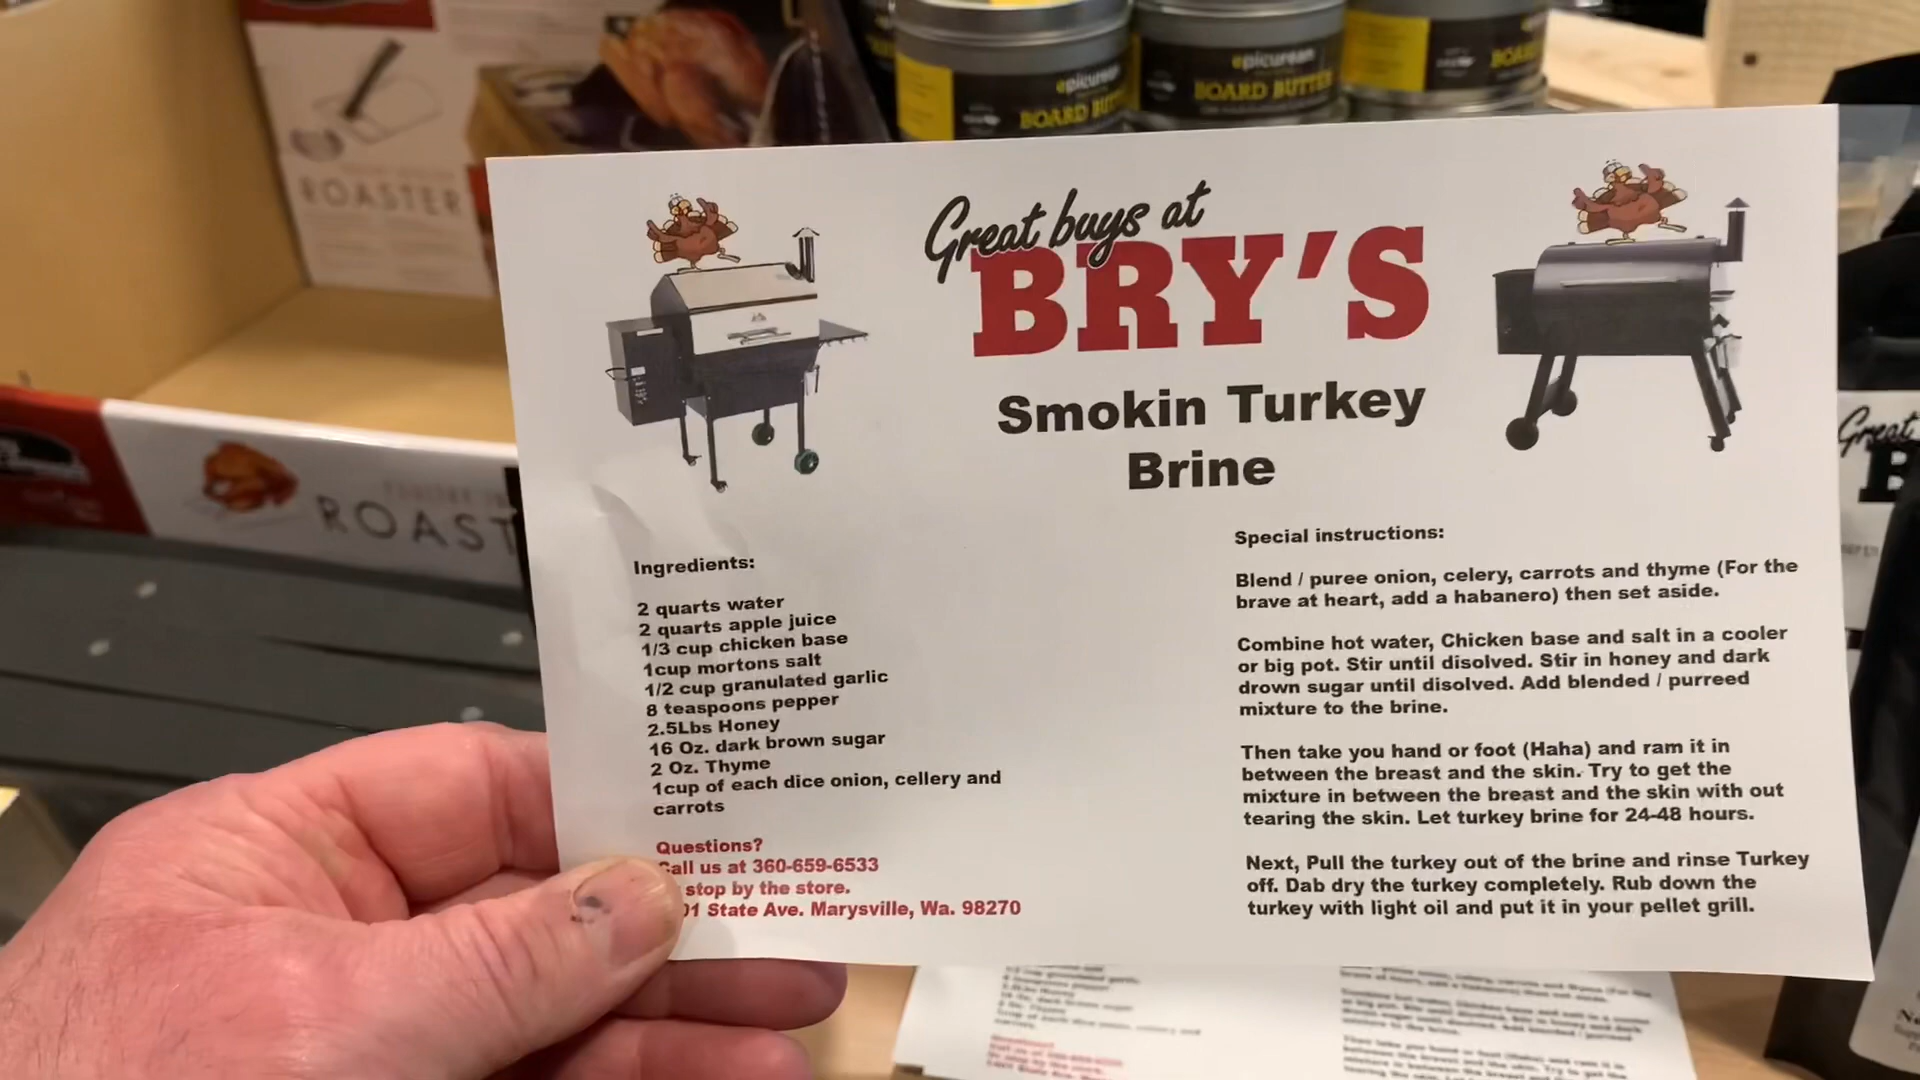 epicurean
BOARD BUTTER
epicurean
BOARD BUTTER
ROASTER
ROAST
Great buys at
BRY'S
Smokin Turkey
Brine
Ingredients:
2 quarts water
2 quarts apple juice
1/3 cup chicken base
1cup mortons salt
1/2 cup granulated garlic
8 teaspoons pepper
2.5Lbs Honey
16 Oz. dark brown sugar
2 Oz. Thyme
1cup of each dice onion, cellery and
carrots
Questions?
Call us at 360-659-6533
stop by the store.
01 State Ave. Marysville, Wa. 98270
Special instructions:
Blend / puree onion, celery, carrots and thyme (For the
brave at heart, add a habanero) then set aside.
Combine hot water, Chicken base and salt in a cooler
or big pot. Stir until disolved. Stir in honey and dark
drown sugar until disolved. Add blended / purreed
mixture to the brine.
Then take you hand or foot (Haha) and ram it in
between the breast and the skin. Try to get the
mixture in between the breast and the skin with out
tearing the skin. Let turkey brine for 24-48 hours.
Next, Pull the turkey out of the brine and rinse Turkey
off. Dab dry the turkey completely. Rub down the
turkey with light oil and put it in your pellet grill.
Great
B